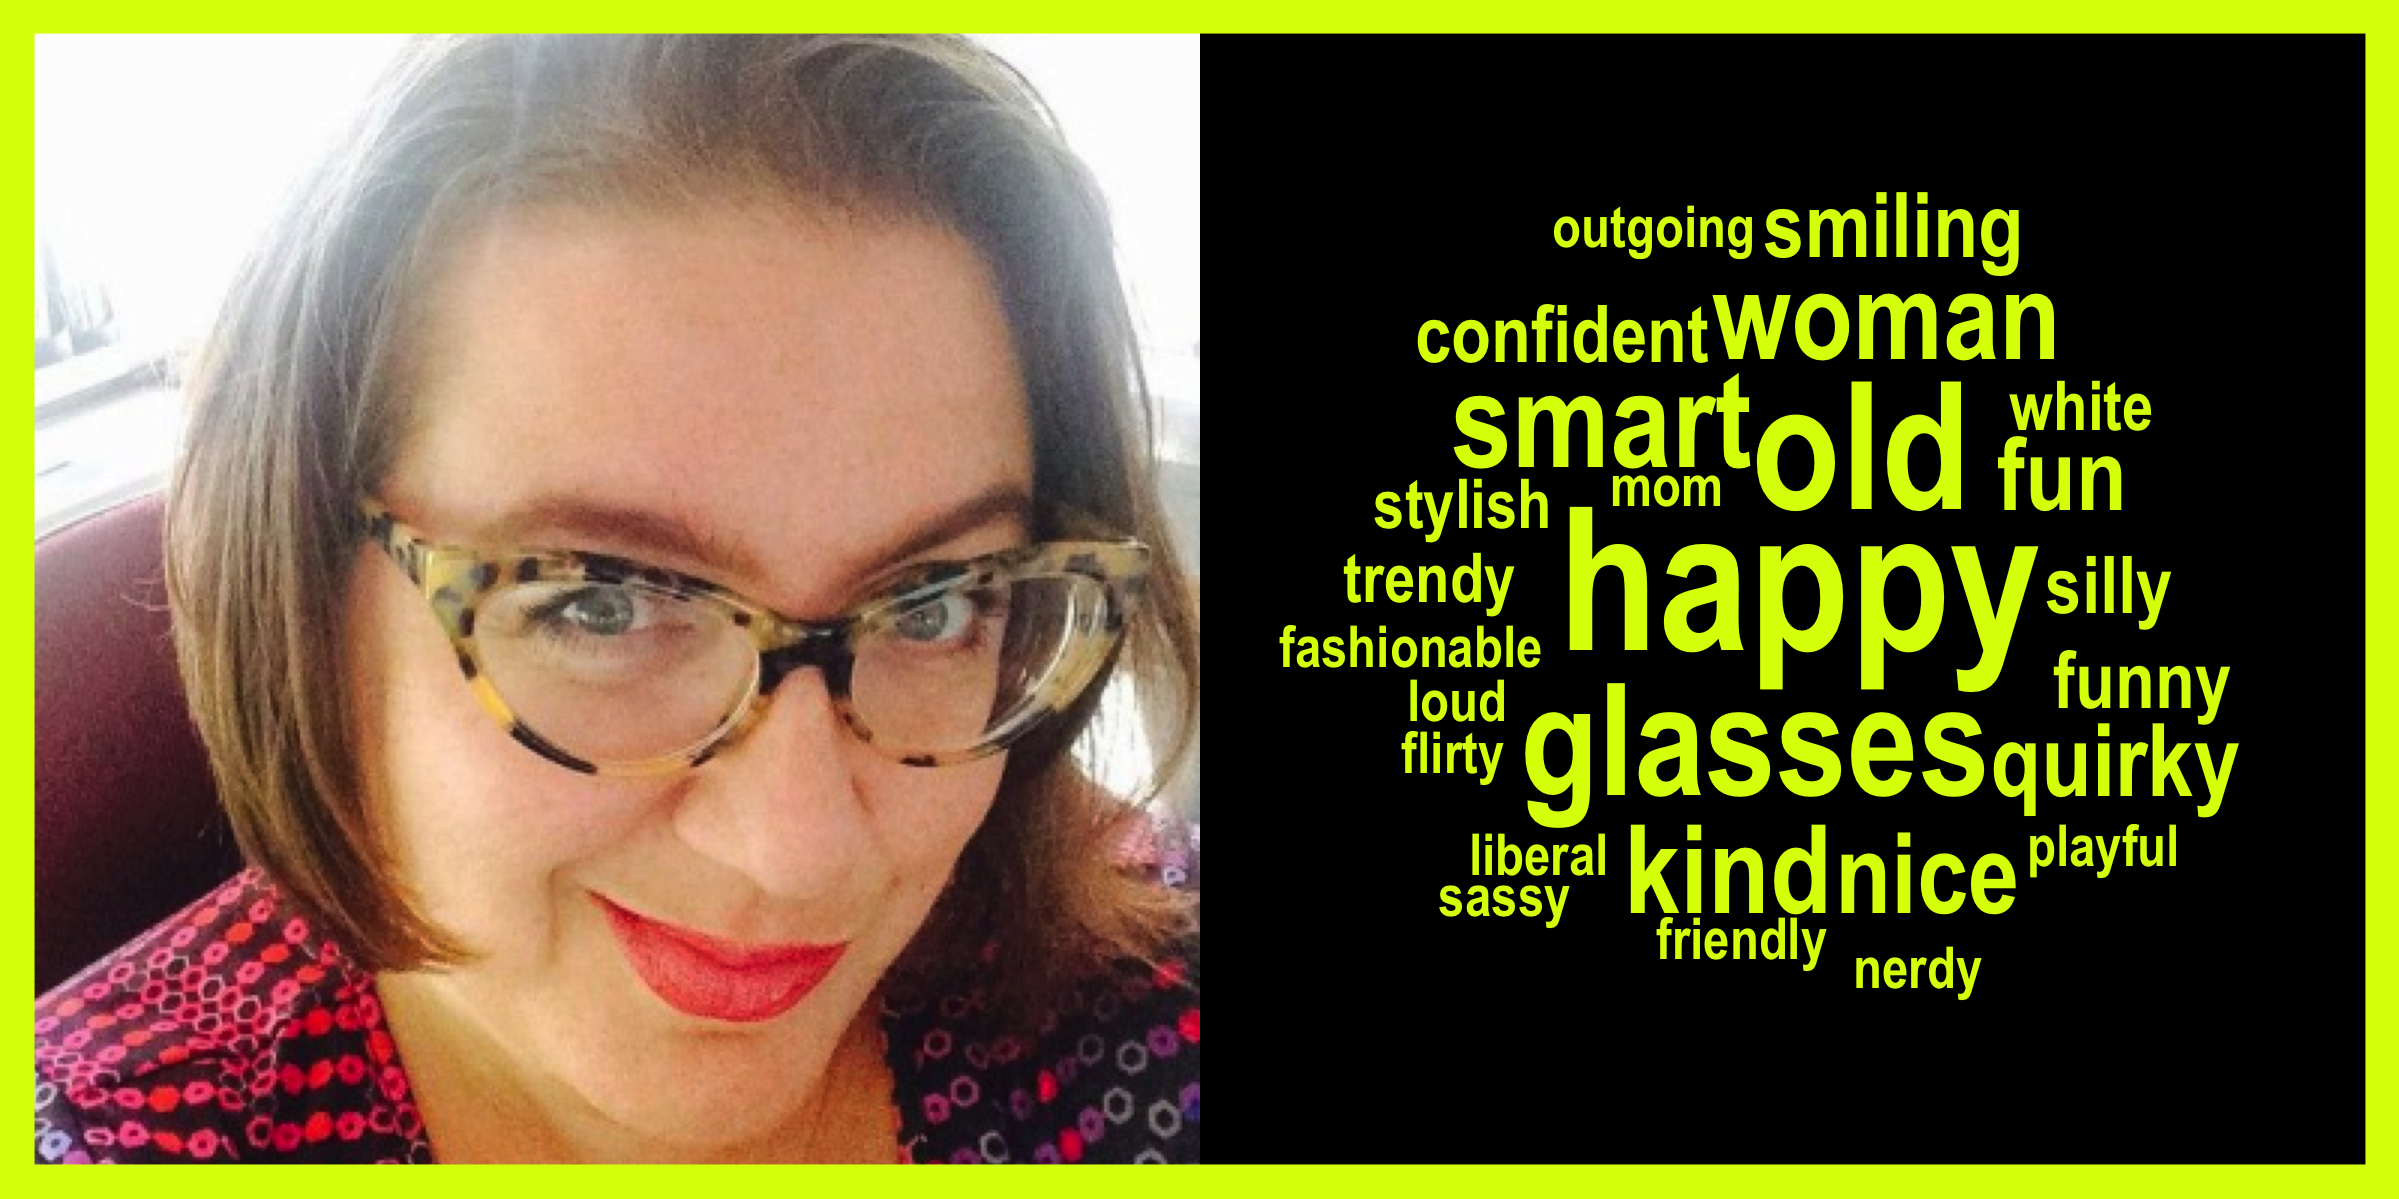 outgoing smiling
confident woman
smart old white
fun
stylish mom
happy
trendy silly
fashionable
funny
loud
glasses quirky
flirty
liberal kind nice playful
sassy
friendly
nerdy